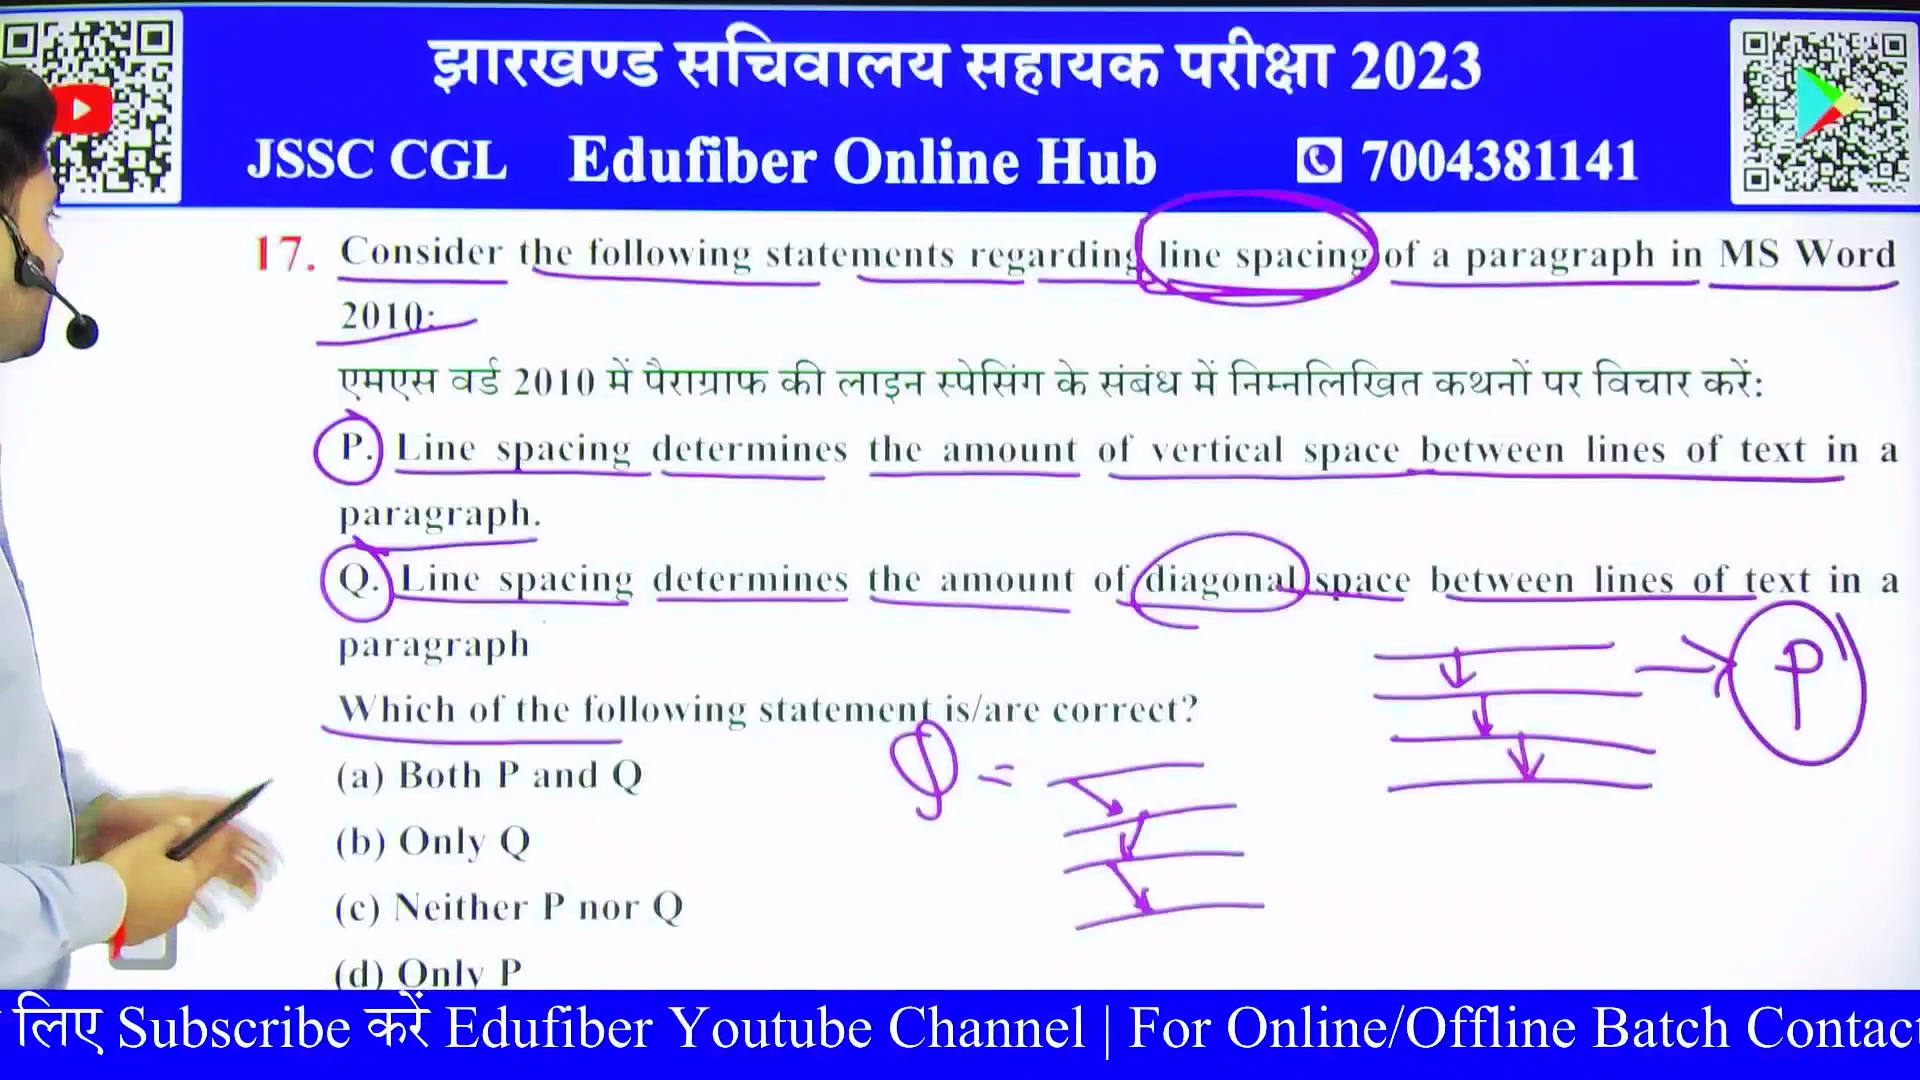 झारखण्ड सचिवालय सहायक परीक्षा 2023
JSSC CGL Edufiber Online Hub 7004381141
17. Consider the following statements regarding line spacing of a paragraph in MS Word
2010:
एमएस वर्ड 2010 में पैराग्राफ की लाइन स्पेसिंग के संबंध में निम्नलिखित कथनों पर विचार करें:
P. Line spacing determines the amount of vertical space between lines of text in a
paragraph.
Q. Line spacing determines the amount of diagonal space between lines of text in a
paragraph
Which of the following statement is/are correct?
P
(a) Both P and Q
(b) Only Q
(c) Neither P nor Q
(d) Only P
लिए Subscribe करें Edufiber Youtube Channel | For Online/Offline Batch Contact